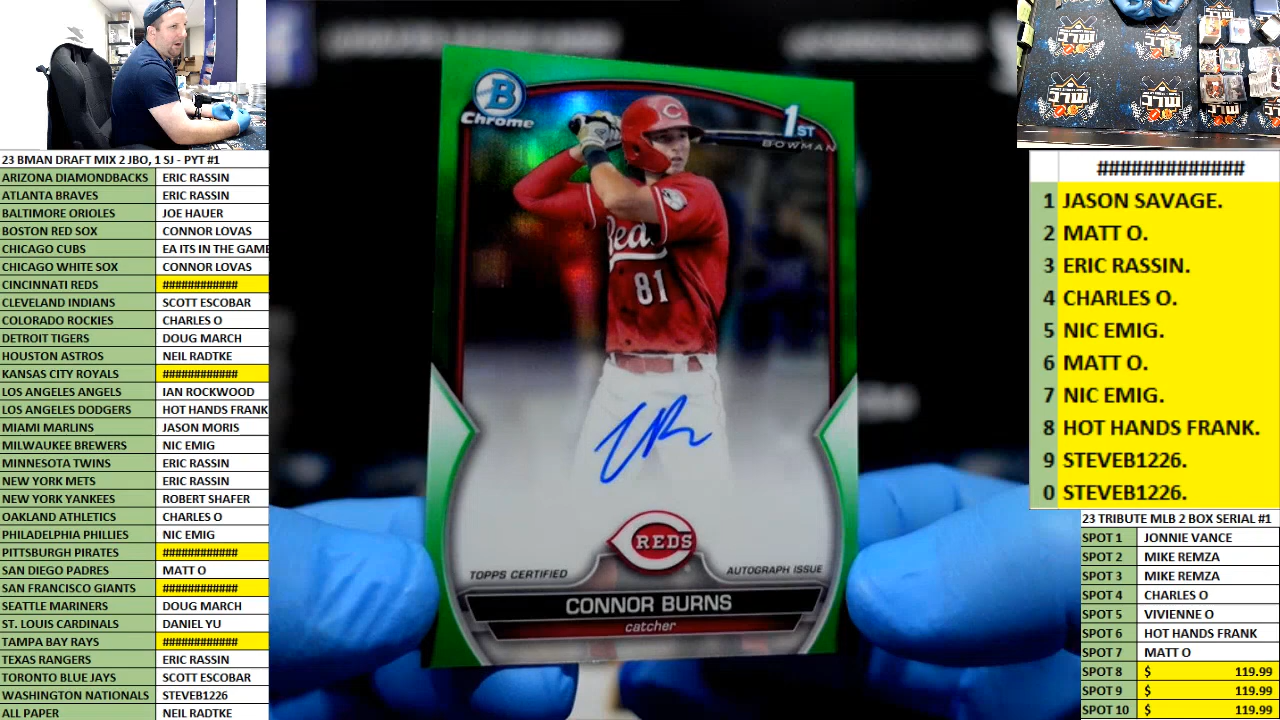 23 BMAN DRAFT MIX 2 JBO, 1 SJ - PYT #1
ARIZONA DIAMONDBACKS ERIC RASSIN
ATLANTA BRAVES ERIC RASSIN
BALTIMORE ORIOLES JOE HAUER
BOSTON RED SOX CONNOR LOVAS
CHICAGO CUBS EA ITS IN THE GAME
CHICAGO WHITE SOX CONNOR LOVAS
CINCINNATI REDS ############
CLEVELAND INDIANS SCOTT ESCOBAR
COLORADO ROCKIES CHARLES O
DETROIT TIGERS DOUG MARCH
HOUSTON ASTROS NEIL RADTKE
KANSAS CITY ROYALS ############
LOS ANGELES ANGELS IAN ROCKWOOD
LOS ANGELES DODGERS HOT HANDS FRANK
MIAMI MARLINS JASON MORIS
MILWAUKEE BREWERS NIC EMIG
MINNESOTA TWINS ERIC RASSIN
NEW YORK METS ERIC RASSIN
NEW YORK YANKEES ROBERT SHAFER
OAKLAND ATHLETICS CHARLES O
PHILADELPHIA PHILLIES NIC EMIG
PITTSBURGH PIRATES ############
SAN DIEGO PADRES MATT O
SAN FRANCISCO GIANTS ############
SEATTLE MARINERS DOUG MARCH
ST. LOUIS CARDINALS DANIEL YU
TAMPA BAY RAYS ############
TEXAS RANGERS ERIC RASSIN
TORONTO BLUE JAYS SCOTT ESCOBAR
WASHINGTON NATIONALS STEVEB1226
ALL PAPER NEIL RADTKE
B
Chrome
1ST
BOWMAN
C
Reds
81
REDS
TOPPS CERTIFIED AUTOGRAPH ISSUE
CONNOR BURNS
catcher
שרב
שרב
שרב
שרב
##############
1 JASON SAVAGE.
2 MATT O.
3 ERIC RASSIN.
4 CHARLES O.
5 NIC EMIG.
6 MATT O.
7 NIC EMIG.
8 HOT HANDS FRANK.
9 STEVEB1226.
0 STEVEB1226.
23 TRIBUTE MLB 2 BOX SERIAL #1
SPOT 1 JONNIE VANCE
SPOT 2 MIKE REMZA
SPOT 3 MIKE REMZA
SPOT 4 CHARLES O
SPOT 5 VIVIENNE O
SPOT 6 HOT HANDS FRANK
SPOT 7 MATT O
SPOT 8 $ 119.99
SPOT 9 $ 119.99
SPOT 10 $ 119.99